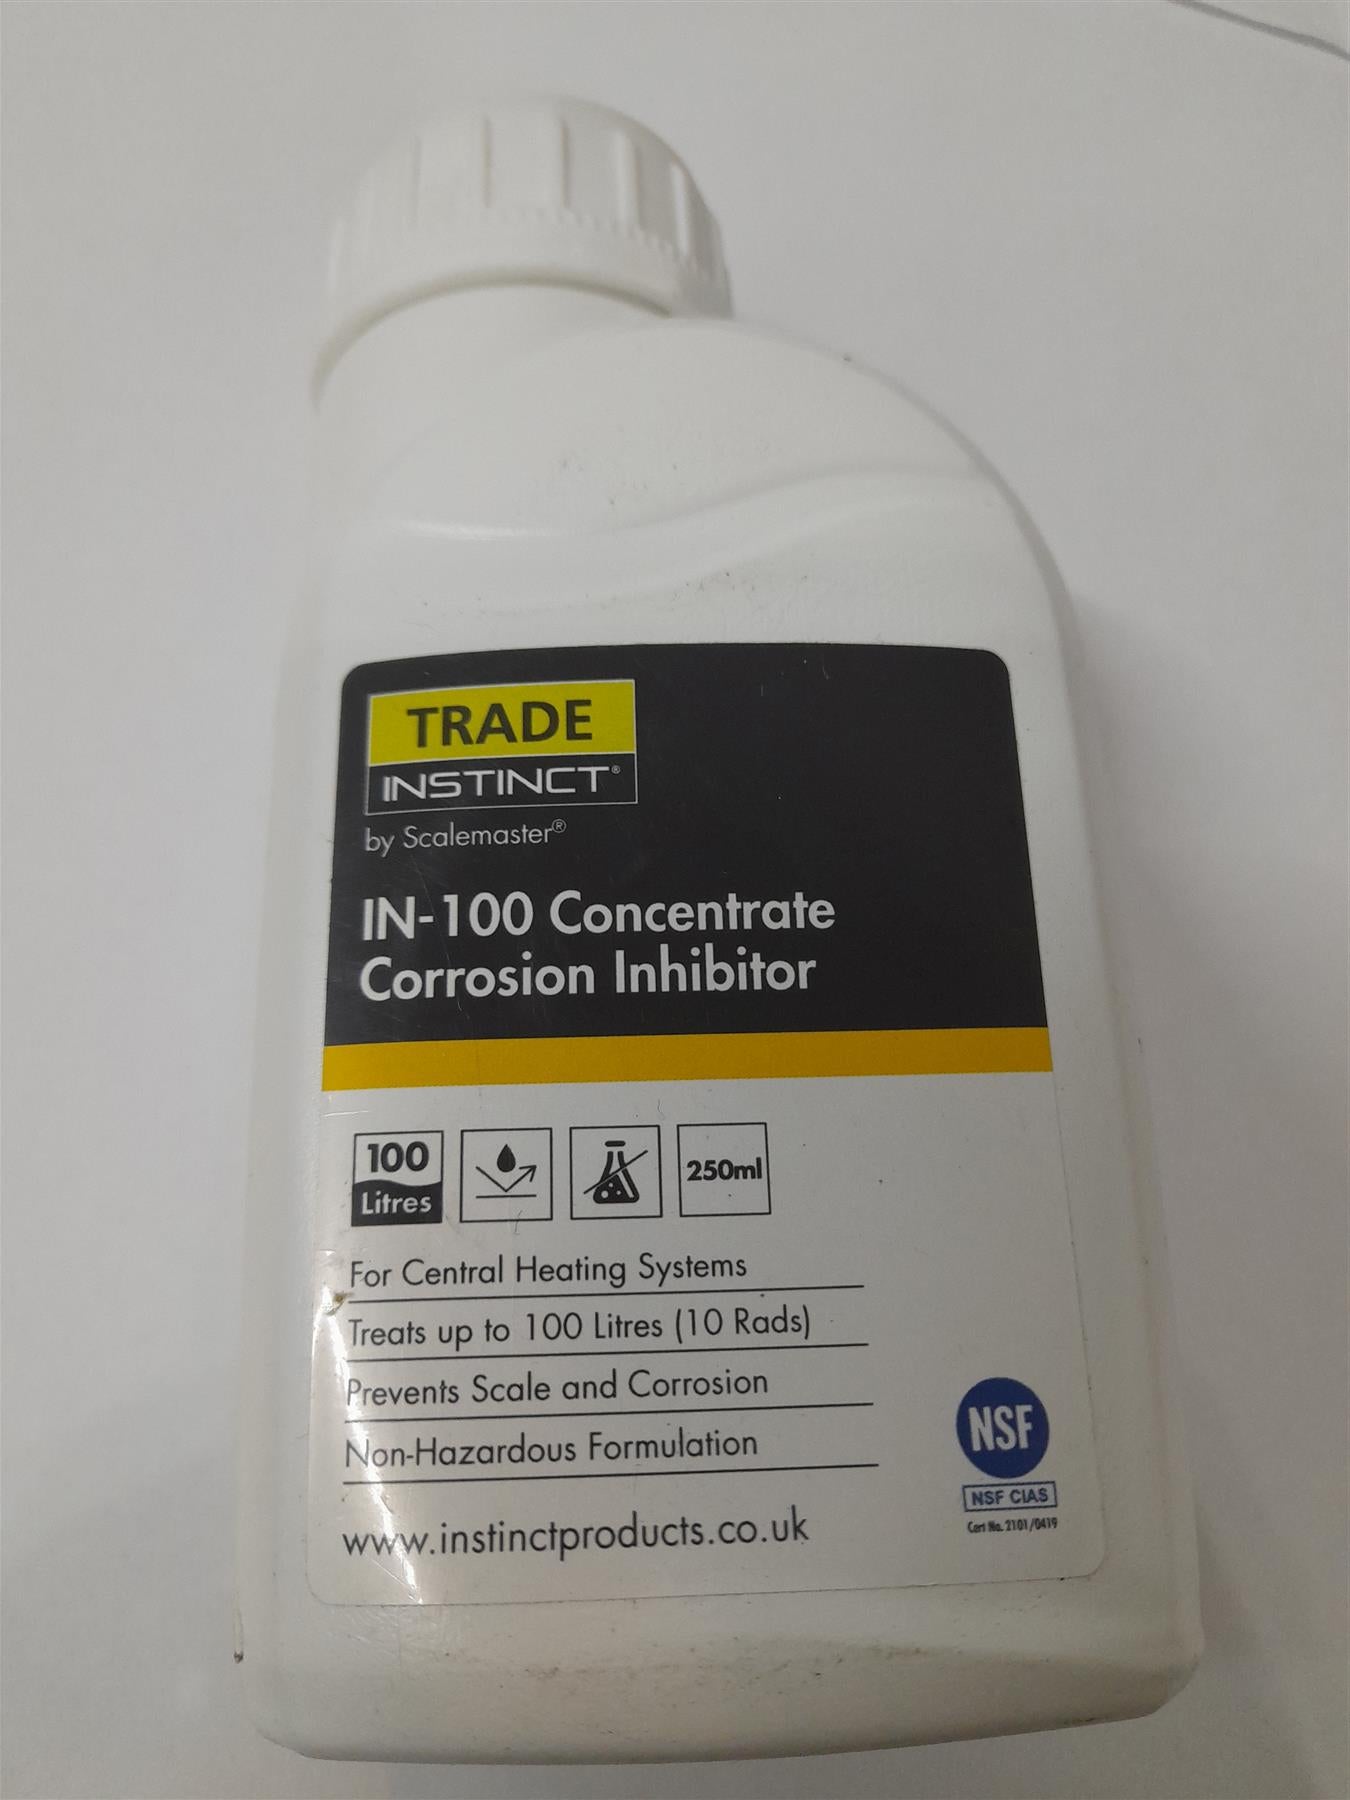 TRADE
INSTINCT®
by Scalemaster®
IN-100 Concentrate
Corrosion Inhibitor
100
Litres
250ml
For Central Heating Systems
Treats up to 100 Litres (10 Rads)
Prevents Scale and Corrosion
Non-Hazardous Formulation
www.instinctproducts.co.uk
NSF
NSF CIAS
Cert No. 2101/0419